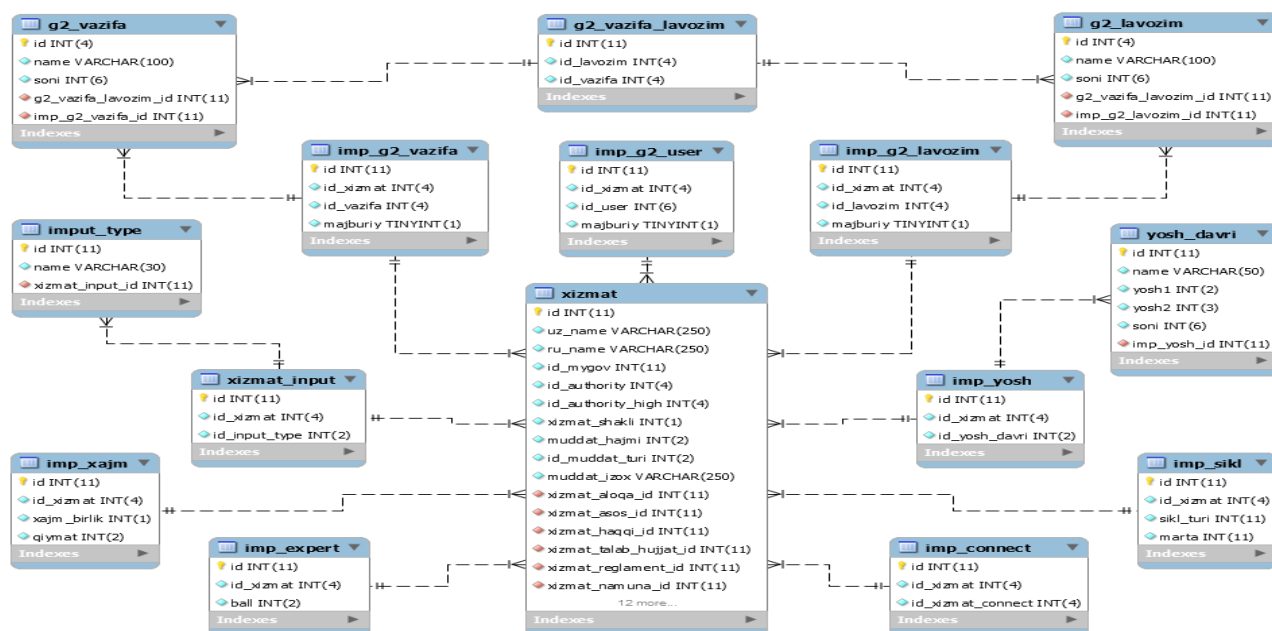 g2_vazifa
id INT(4)
name VARCHAR(100)
soni INT(6)
g2_vazifa_lavozim_id INT(11)
imp_g2_vazifa_id INT(11)
Indexes
g2_vazifa_lavozim
id INT(11)
id_lavozim INT(4)
id_vazifa INT(4)
Indexes
g2_lavozim
id INT(4)
name VARCHAR(100)
soni INT(6)
g2_vazifa_lavozim_id INT(11)
imp_g2_lavozim_id INT(11)
Indexes
imp_g2_vazifa
id INT(11)
id_xizmat INT(4)
id_vazifa INT(4)
majburiy TINYINT(1)
Indexes
imp_g2_user
id INT(11)
id_xizmat INT(4)
id_user INT(6)
majburiy TINYINT(1)
Indexes
imp_g2_lavozim
id INT(11)
id_xizmat INT(4)
id_lavozim INT(4)
majburiy TINYINT(1)
Indexes
imput_type
id INT(11)
name VARCHAR(30)
xizmat_input_id INT(11)
Indexes
yosh_davri
id INT(11)
name VARCHAR(50)
yosh1 INT(2)
yosh2 INT(3)
soni INT(6)
imp_yosh_id INT(11)
Indexes
xizmat
id INT(11)
uz_name VARCHAR(250)
ru_name VARCHAR(250)
id_mygov INT(11)
id_authority INT(4)
id_authority_high INT(4)
xizmat_shakli INT(1)
muddat_hajmi INT(2)
id_muddat_turi INT(2)
muddat_izox VARCHAR(250)
xizmat_aloqa_id INT(11)
xizmat_asos_id INT(11)
xizmat_haqqi_id INT(11)
xizmat_talab_hujjat_id INT(11)
xizmat_reglament_id INT(11)
xizmat_namuna_id INT(11)
12 more...
Indexes
xizmat_input
id INT(11)
id_xizmat INT(4)
id_input_type INT(2)
Indexes
imp_yosh
id INT(11)
id_xizmat INT(4)
id_yosh_davri INT(2)
Indexes
imp_xajm
id INT(11)
id_xizmat INT(4)
xajm_birlik INT(1)
qiymat INT(2)
Indexes
imp_sikl
id INT(11)
id_xizmat INT(4)
sikl_turi INT(11)
marta INT(11)
Indexes
imp_expert
id INT(11)
id_xizmat INT(4)
ball INT(2)
Indexes
imp_connect
id INT(11)
id_xizmat INT(4)
id_xizmat_connect INT(4)
Indexes